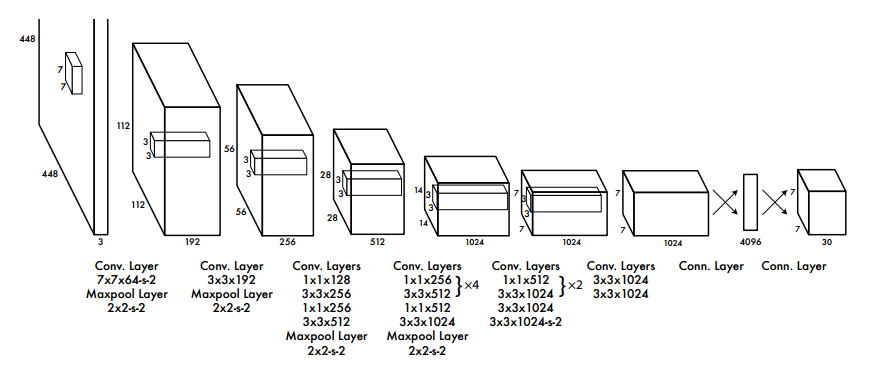 448
7
7
448
3
112
3
3
112
192
56
3
3
56
256
28
3
3
28
512
14
3
3
14
1024
7
3
3
7
1024
7
7
1024
4096
7
7
30
Conv. Layer
7x7x64-s-2
Maxpool Layer
2x2-s-2
Conv. Layer
3x3x192
Maxpool Layer
2x2-s-2
Conv. Layers
1x1x128
3x3x256
1x1x256
3x3x512
Maxpool Layer
2x2-s-2
Conv. Layers
1x1x256
3x3x512
}×4
1x1x512
3x3x1024
Maxpool Layer
2x2-s-2
Conv. Layers
1x1x512
3x3x1024
}×2
3x3x1024
3x3x1024-s-2
Conv. Layers
3x3x1024
3x3x1024
Conn. Layer
Conn. Layer